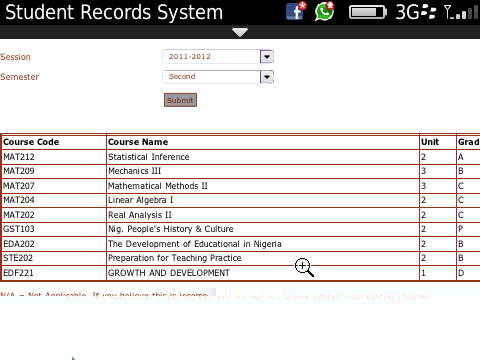 Student Records System 3G
Session 2011-2012
Semester Second
Submit
Course Code Course Name Unit Grad
MAT212 Statistical Inference 2 A
MAT209 Mechanics III 3 B
MAT207 Mathematical Methods II 3 C
MAT204 Linear Algebra I 2 C
MAT202 Real Analysis II 2 C
GST103 Nig. People's History & Culture 2 P
EDA202 The Development of Educational in Nigeria 2 B
STE202 Preparation for Teaching Practice 2 B
EDF221 GROWTH AND DEVELOPMENT 1 D
N/A = Not Applicable. If you believe this is